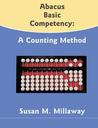 Abacus
Basic
Competency:
A Counting Method
Susan M. Millaway